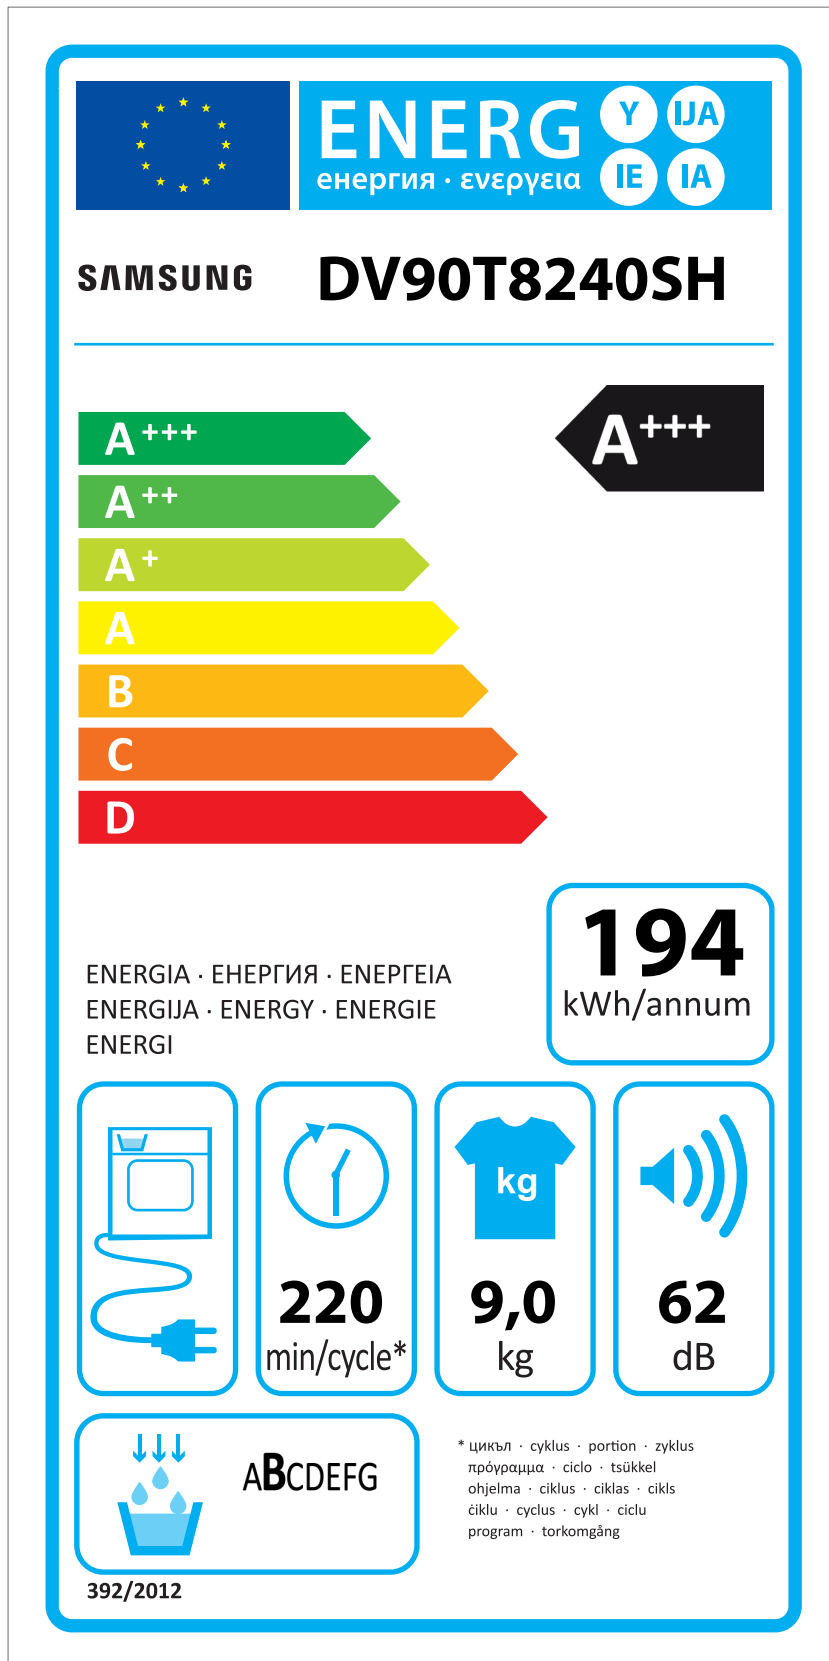 ENERG Y IJA
енергия · ενεργεια IE IA
SAMSUNG DV90T8240SH
A+++ A+++
A++
A+
A
B
C
D
194
kWh/annum
ENERGIA · ЕНЕРГИЯ · ΕΝΕΡΓΕΙΑ
ENERGIJA · ENERGY · ENERGIE
ENERGI
kg
220 9,0 62
min/cycle* kg dB
ABCDEFG
* цикъл · cyklus · portion · zyklus
πρόγραμμα · ciclo · tsükkel
ohjelma · ciklus · ciklas · cikls
ċiklu · cyclus · cykl · ciclu
program · torkomgång
392/2012